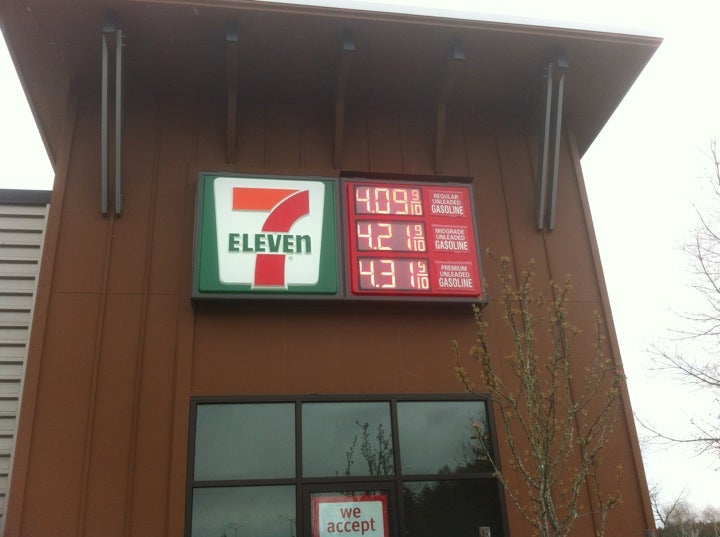 7
ELEVEn
4.09 9/10
REGULAR
UNLEADED
GASOLINE
4.21 9/10
MIDGRADE
UNLEADED
GASOLINE
4.31 9/10
PREMIUM
UNLEADED
GASOLINE
we
accept